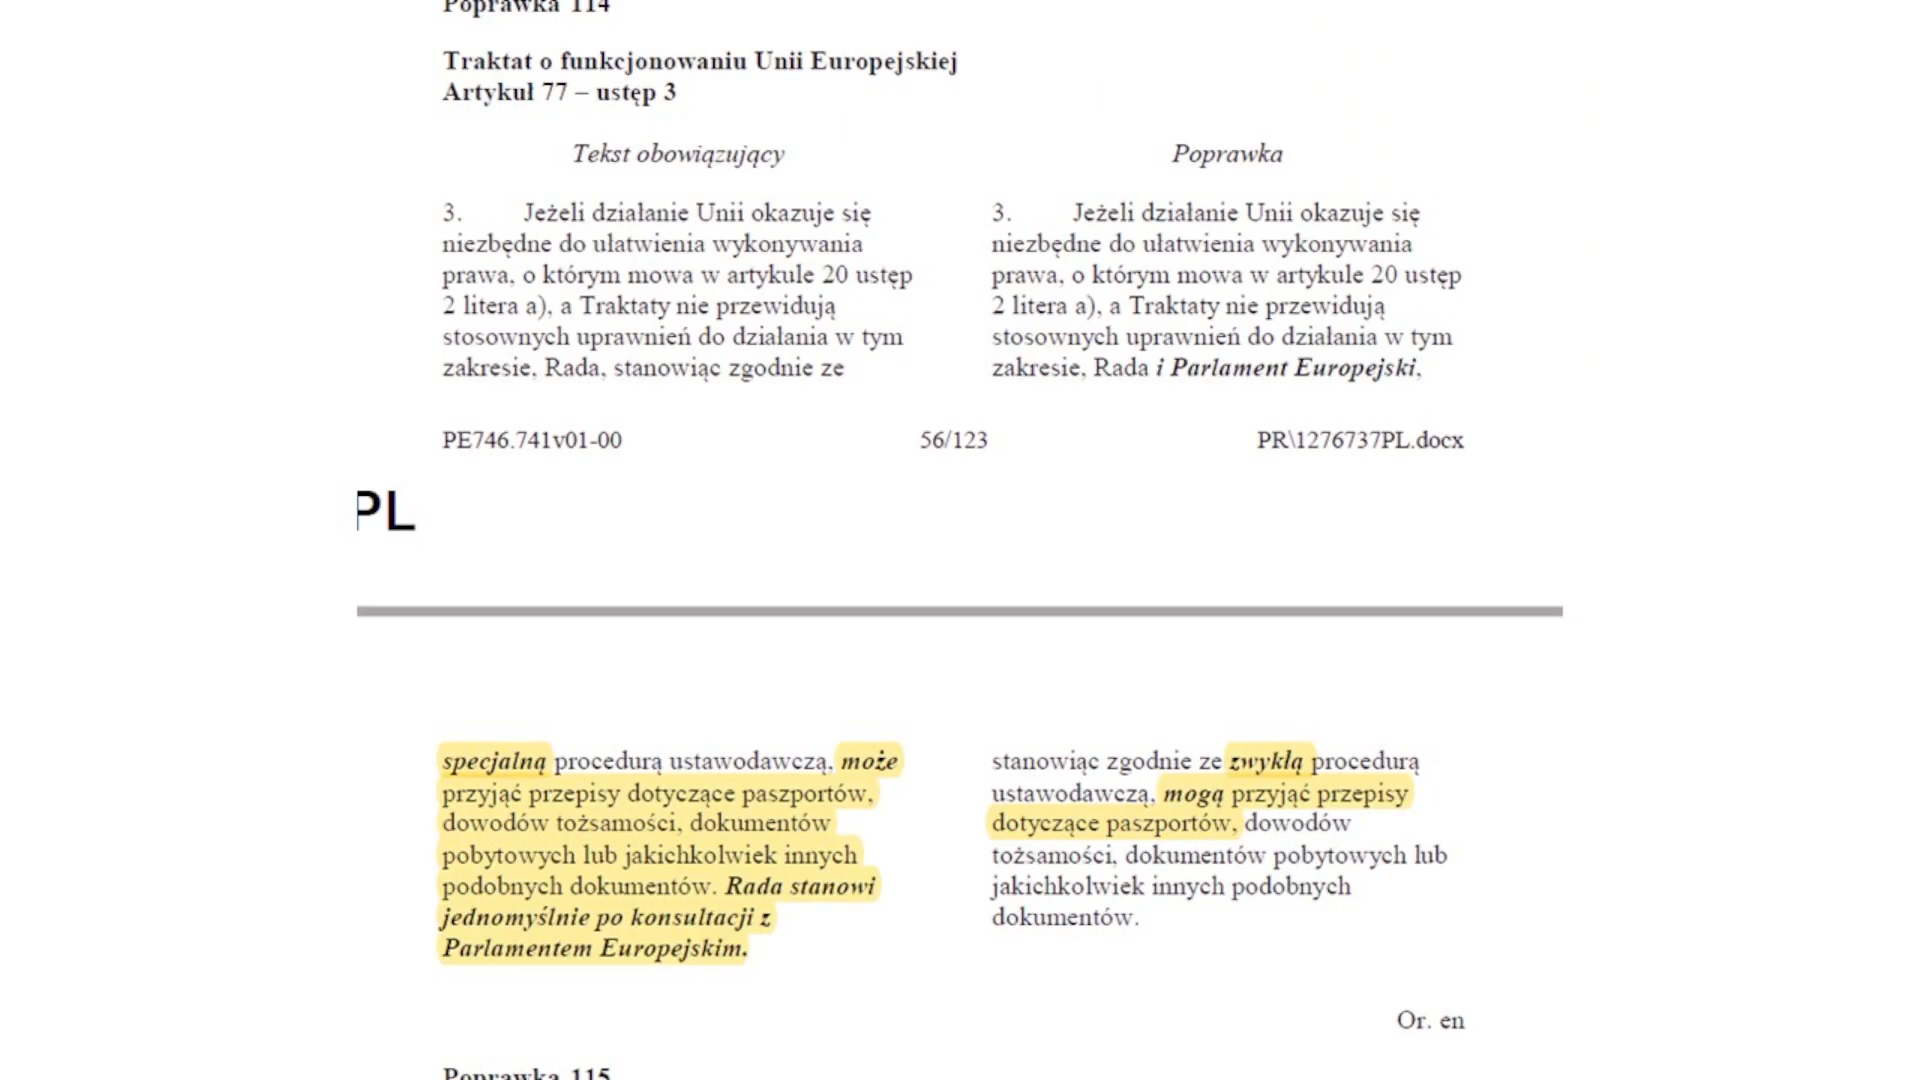 Poprawka 114
Traktat o funkcjonowaniu Unii Europejskiej
Artykuł 77 – ustęp 3
Tekst obowiązujący
3. Jeżeli działanie Unii okazuje się
niezbędne do ułatwienia wykonywania
prawa, o którym mowa w artykule 20 ustęp
2 litera a), a Traktaty nie przewidują
stosownych uprawnień do działania w tym
zakresie, Rada, stanowiąc zgodnie ze
Poprawka
3. Jeżeli działanie Unii okazuje się
niezbędne do ułatwienia wykonywania
prawa, o którym mowa w artykule 20 ustęp
2 litera a), a Traktaty nie przewidują
stosownych uprawnień do działania w tym
zakresie, Rada i Parlament Europejski,
PE746.741v01-00 56/123 PR\1276737PL.docx
PL
specjalną procedurą ustawodawczą, może
przyjąć przepisy dotyczące paszportów,
dowodów tożsamości, dokumentów
pobytowych lub jakichkolwiek innych
podobnych dokumentów. Rada stanowi
jednomyślnie po konsultacji z
Parlamentem Europejskim.
stanowiąc zgodnie ze zwykłą procedurą
ustawodawczą, mogą przyjąć przepisy
dotyczące paszportów, dowodów
tożsamości, dokumentów pobytowych lub
jakichkolwiek innych podobnych
dokumentów.
Or. en
Poprawka 115